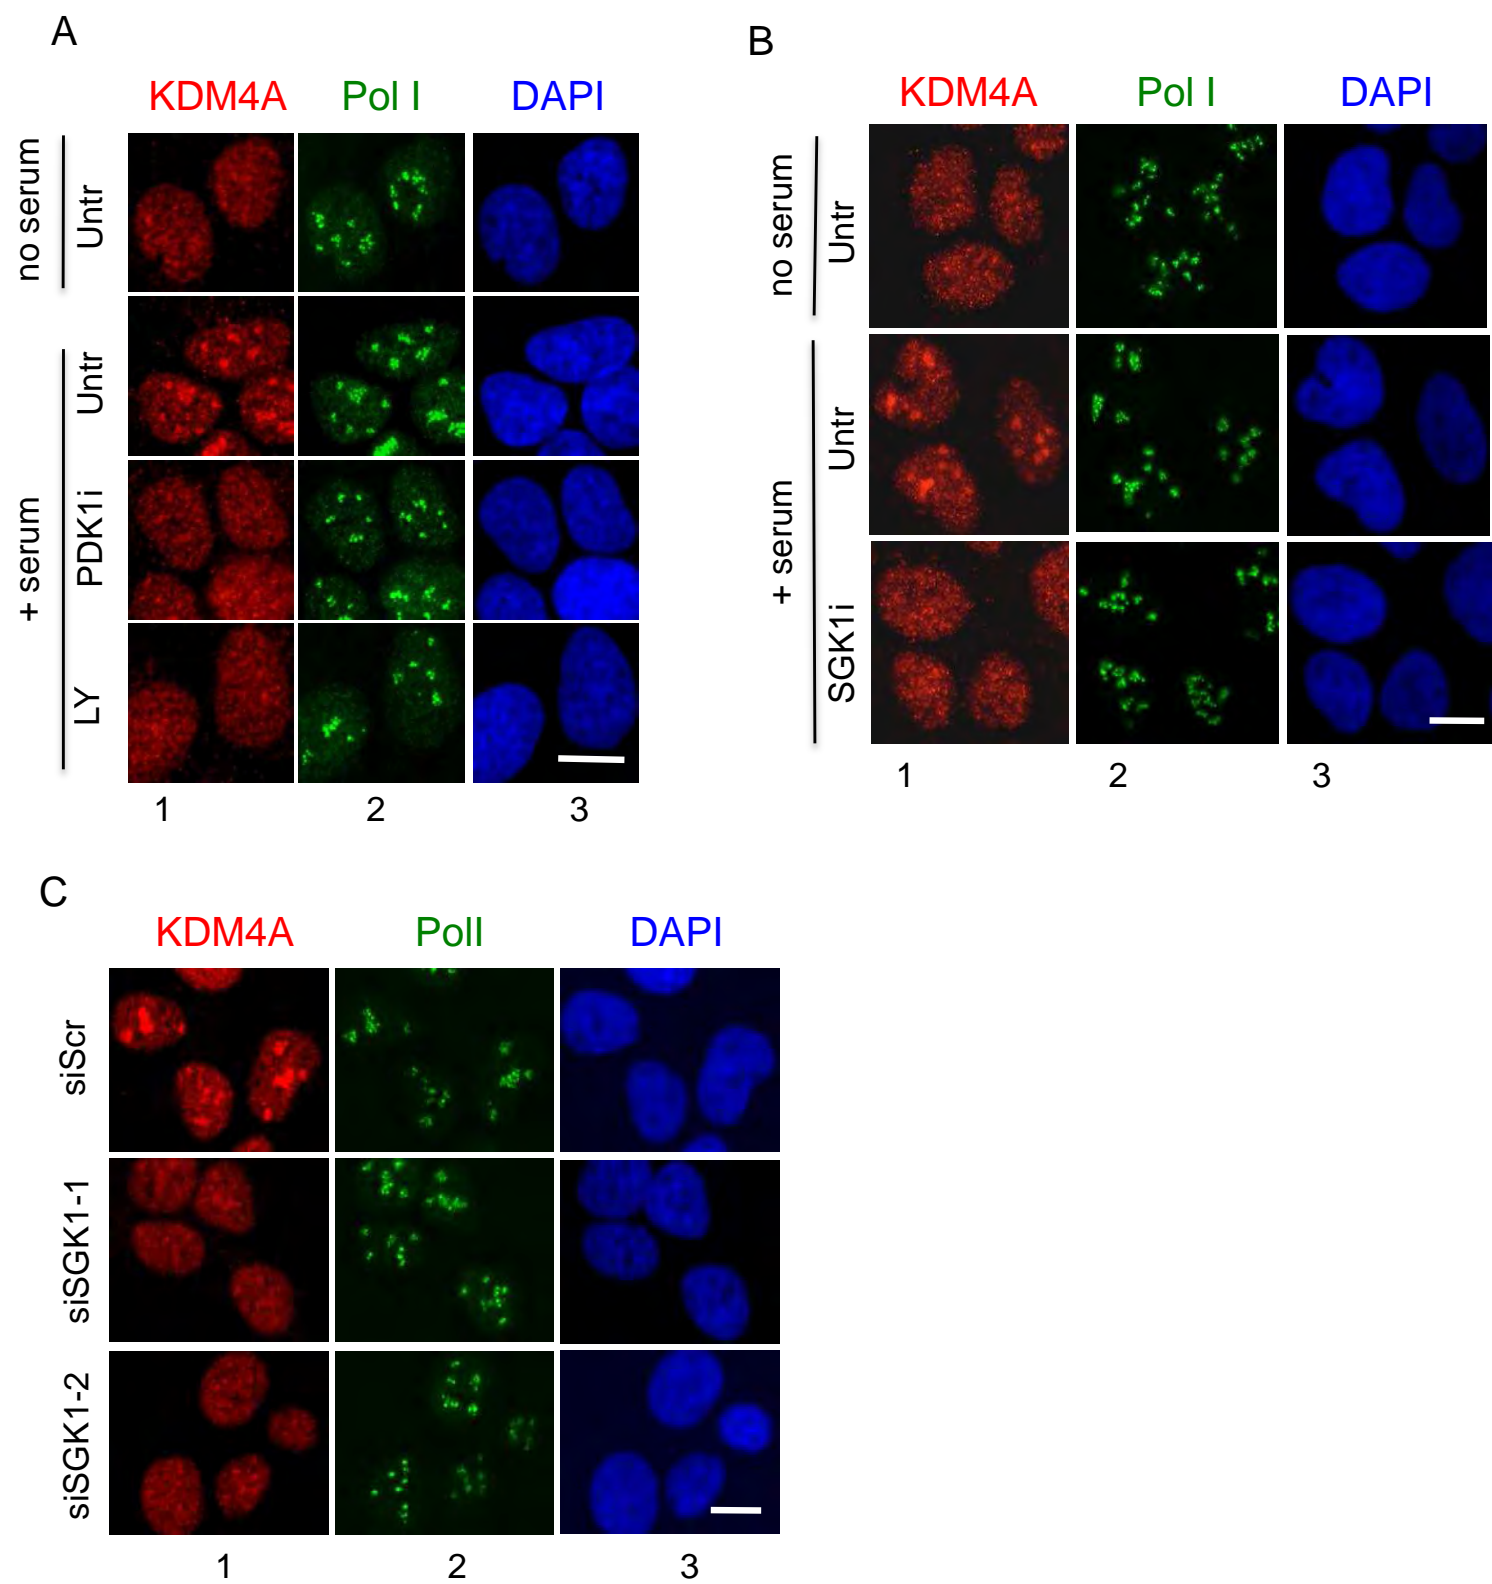 A
KDM4A Pol I DAPI
no serum
Untr
+ serum
Untr
PDK1i
LY
1 2 3
B
KDM4A Pol I DAPI
no serum
Untr
+ serum
Untr
SGK1i
1 2 3
C
KDM4A PolI DAPI
siScr
siSGK1-1
siSGK1-2
1 2 3